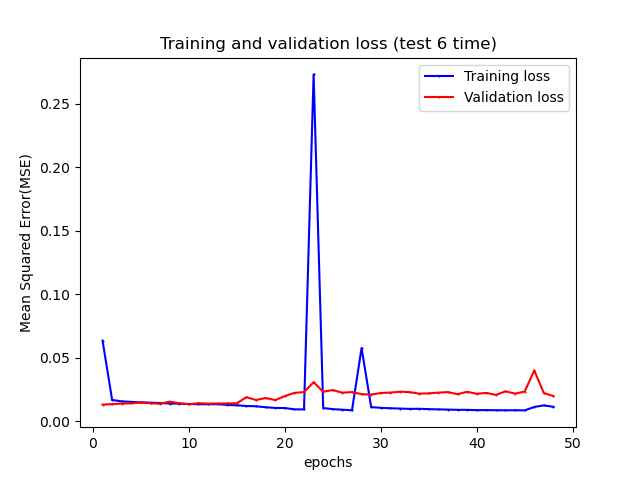 Training and validation loss (test 6 time)
Training loss
Validation loss
Mean Squared Error(MSE)
0.25
0.20
0.15
0.10
0.05
0.00
0 10 20 30 40 50
epochs